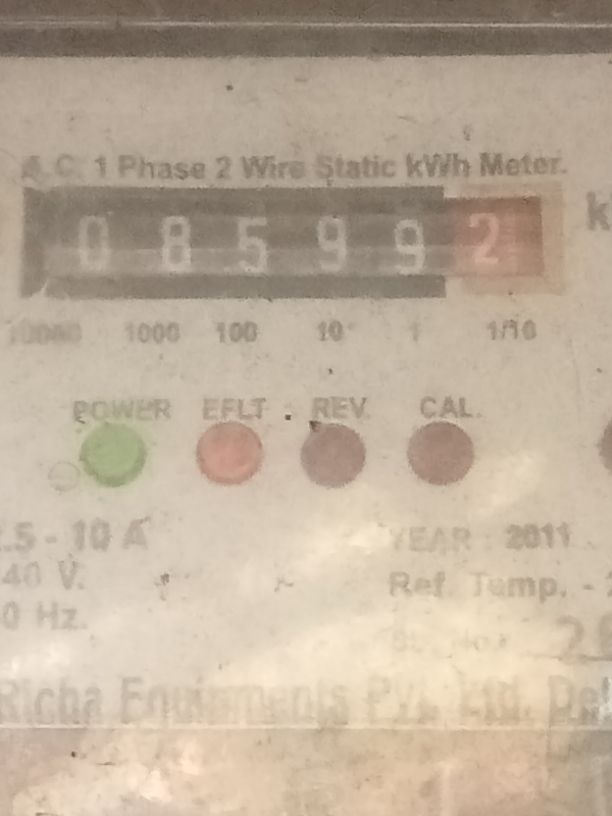 A.C. 1 Phase 2 Wire Static kWh Meter.
0 8 5 9 9 2
k
10000 1000 100 10 1 1/10
POWER EFLT REV. CAL.
.5 - 10 A
YEAR : 2011
40 V.
Ref. Temp. -
0 Hz.
Richa Equipments Pvt. Ltd. Del